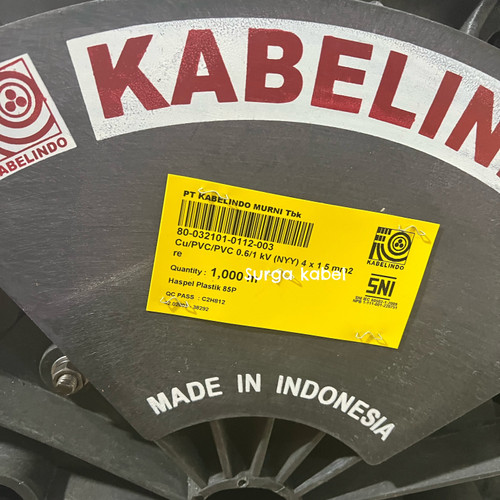 KABELIN
KABELINDO
PT KABELINDO MURNI Tbk
80-032101-0112-003
Cu/PVC/PVC 0.6/1 kV (NYY) 4 x 1.5 mm2
re
Quantity : 1,000 m
Haspel Plastik 85P
QC PASS : C2H812
KABELINDO
SNI
Surga kabel
MADE IN INDONESIA